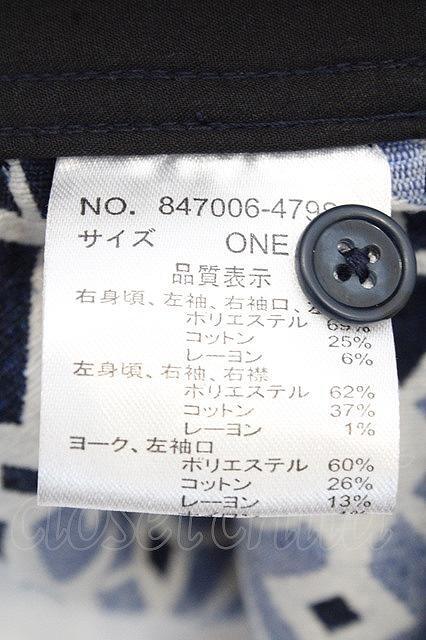 NO. 847006-479
サイズ ONE
品質表示
右身頃、左袖、右袖口、
ポリエステル 69%
コットン 25%
レーヨン 6%
左身頃、右袖、右襟
ポリエステル 62%
コットン 37%
レーヨン 1%
ヨーク、左袖口
ポリエステル 60%
コットン 26%
レーヨン 13%
closet child